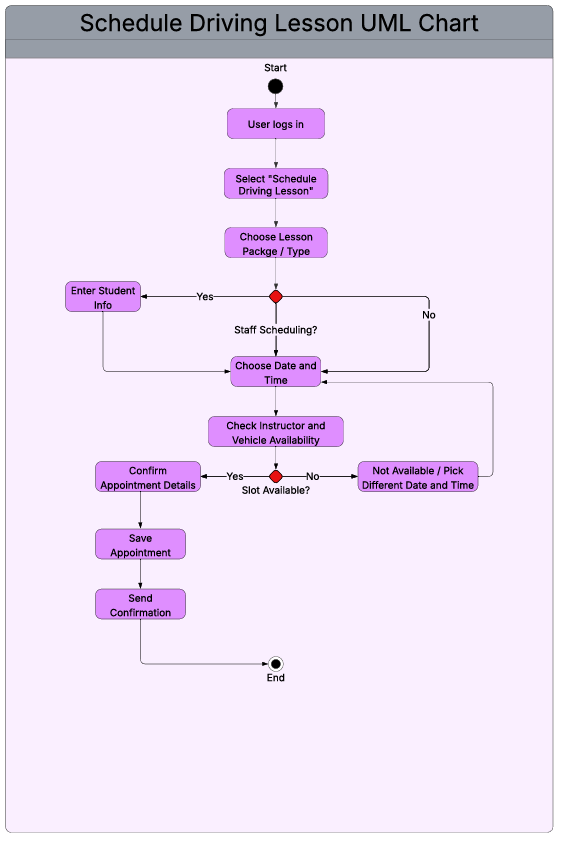 Schedule Driving Lesson UML Chart
Start
User logs in
Select "Schedule
Driving Lesson"
Choose Lesson
Packge / Type
Enter Student
Info
Yes
No
Staff Scheduling?
Choose Date and
Time
Check Instructor and
Vehicle Availability
Confirm
Appointment Details
Yes
No
Slot Available?
Not Available / Pick
Different Date and Time
Save
Appointment
Send
Confirmation
End